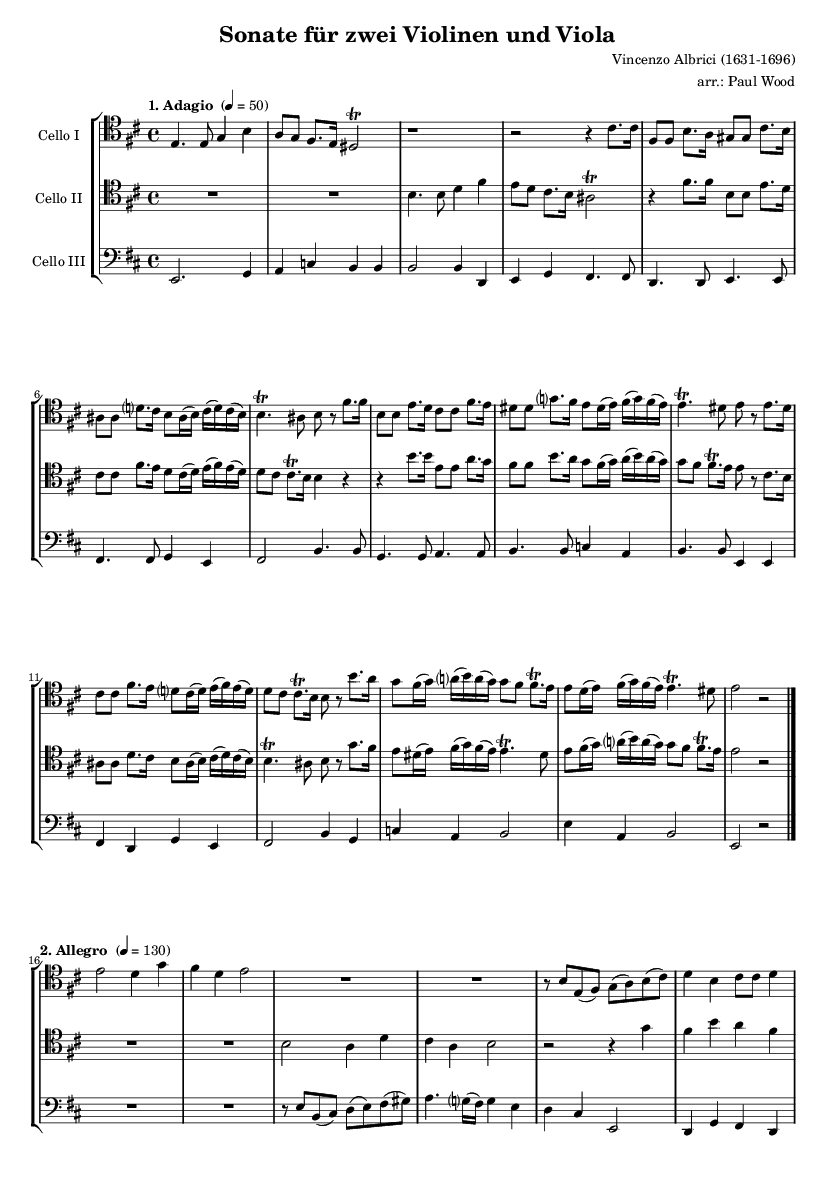 Sonate für zwei Violinen und Viola
Vincenzo Albrici (1631-1696)
arr.: Paul Wood
1. Adagio (♩ = 50)
Cello I
Cello II
Cello III
6
11
2. Allegro (♩ = 130)
16